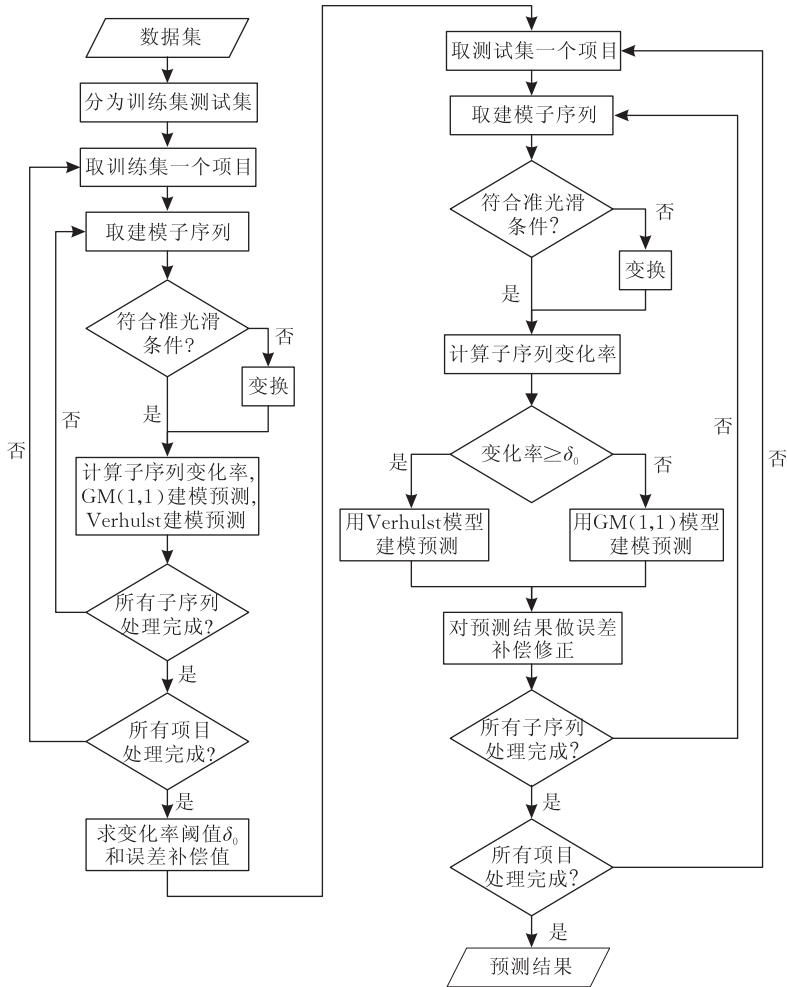 数据集
分为训练集测试集
取训练集一个项目
取建模子序列
符合准光滑
条件?
否
变换
是
计算子序列变化率,
GM(1,1)建模预测,
Verhulst建模预测
所有子序列
处理完成?
否
是
所有项目
处理完成?
否
是
求变化率阈值δ₀
和误差补偿值
取测试集一个项目
取建模子序列
符合准光滑
条件?
否
变换
是
计算子序列变化率
变化率≥δ₀
是
否
用Verhulst模型
建模预测
用GM(1,1)模型
建模预测
对预测结果做误差
补偿修正
所有子序列
处理完成?
否
是
所有项目
处理完成?
否
是
预测结果